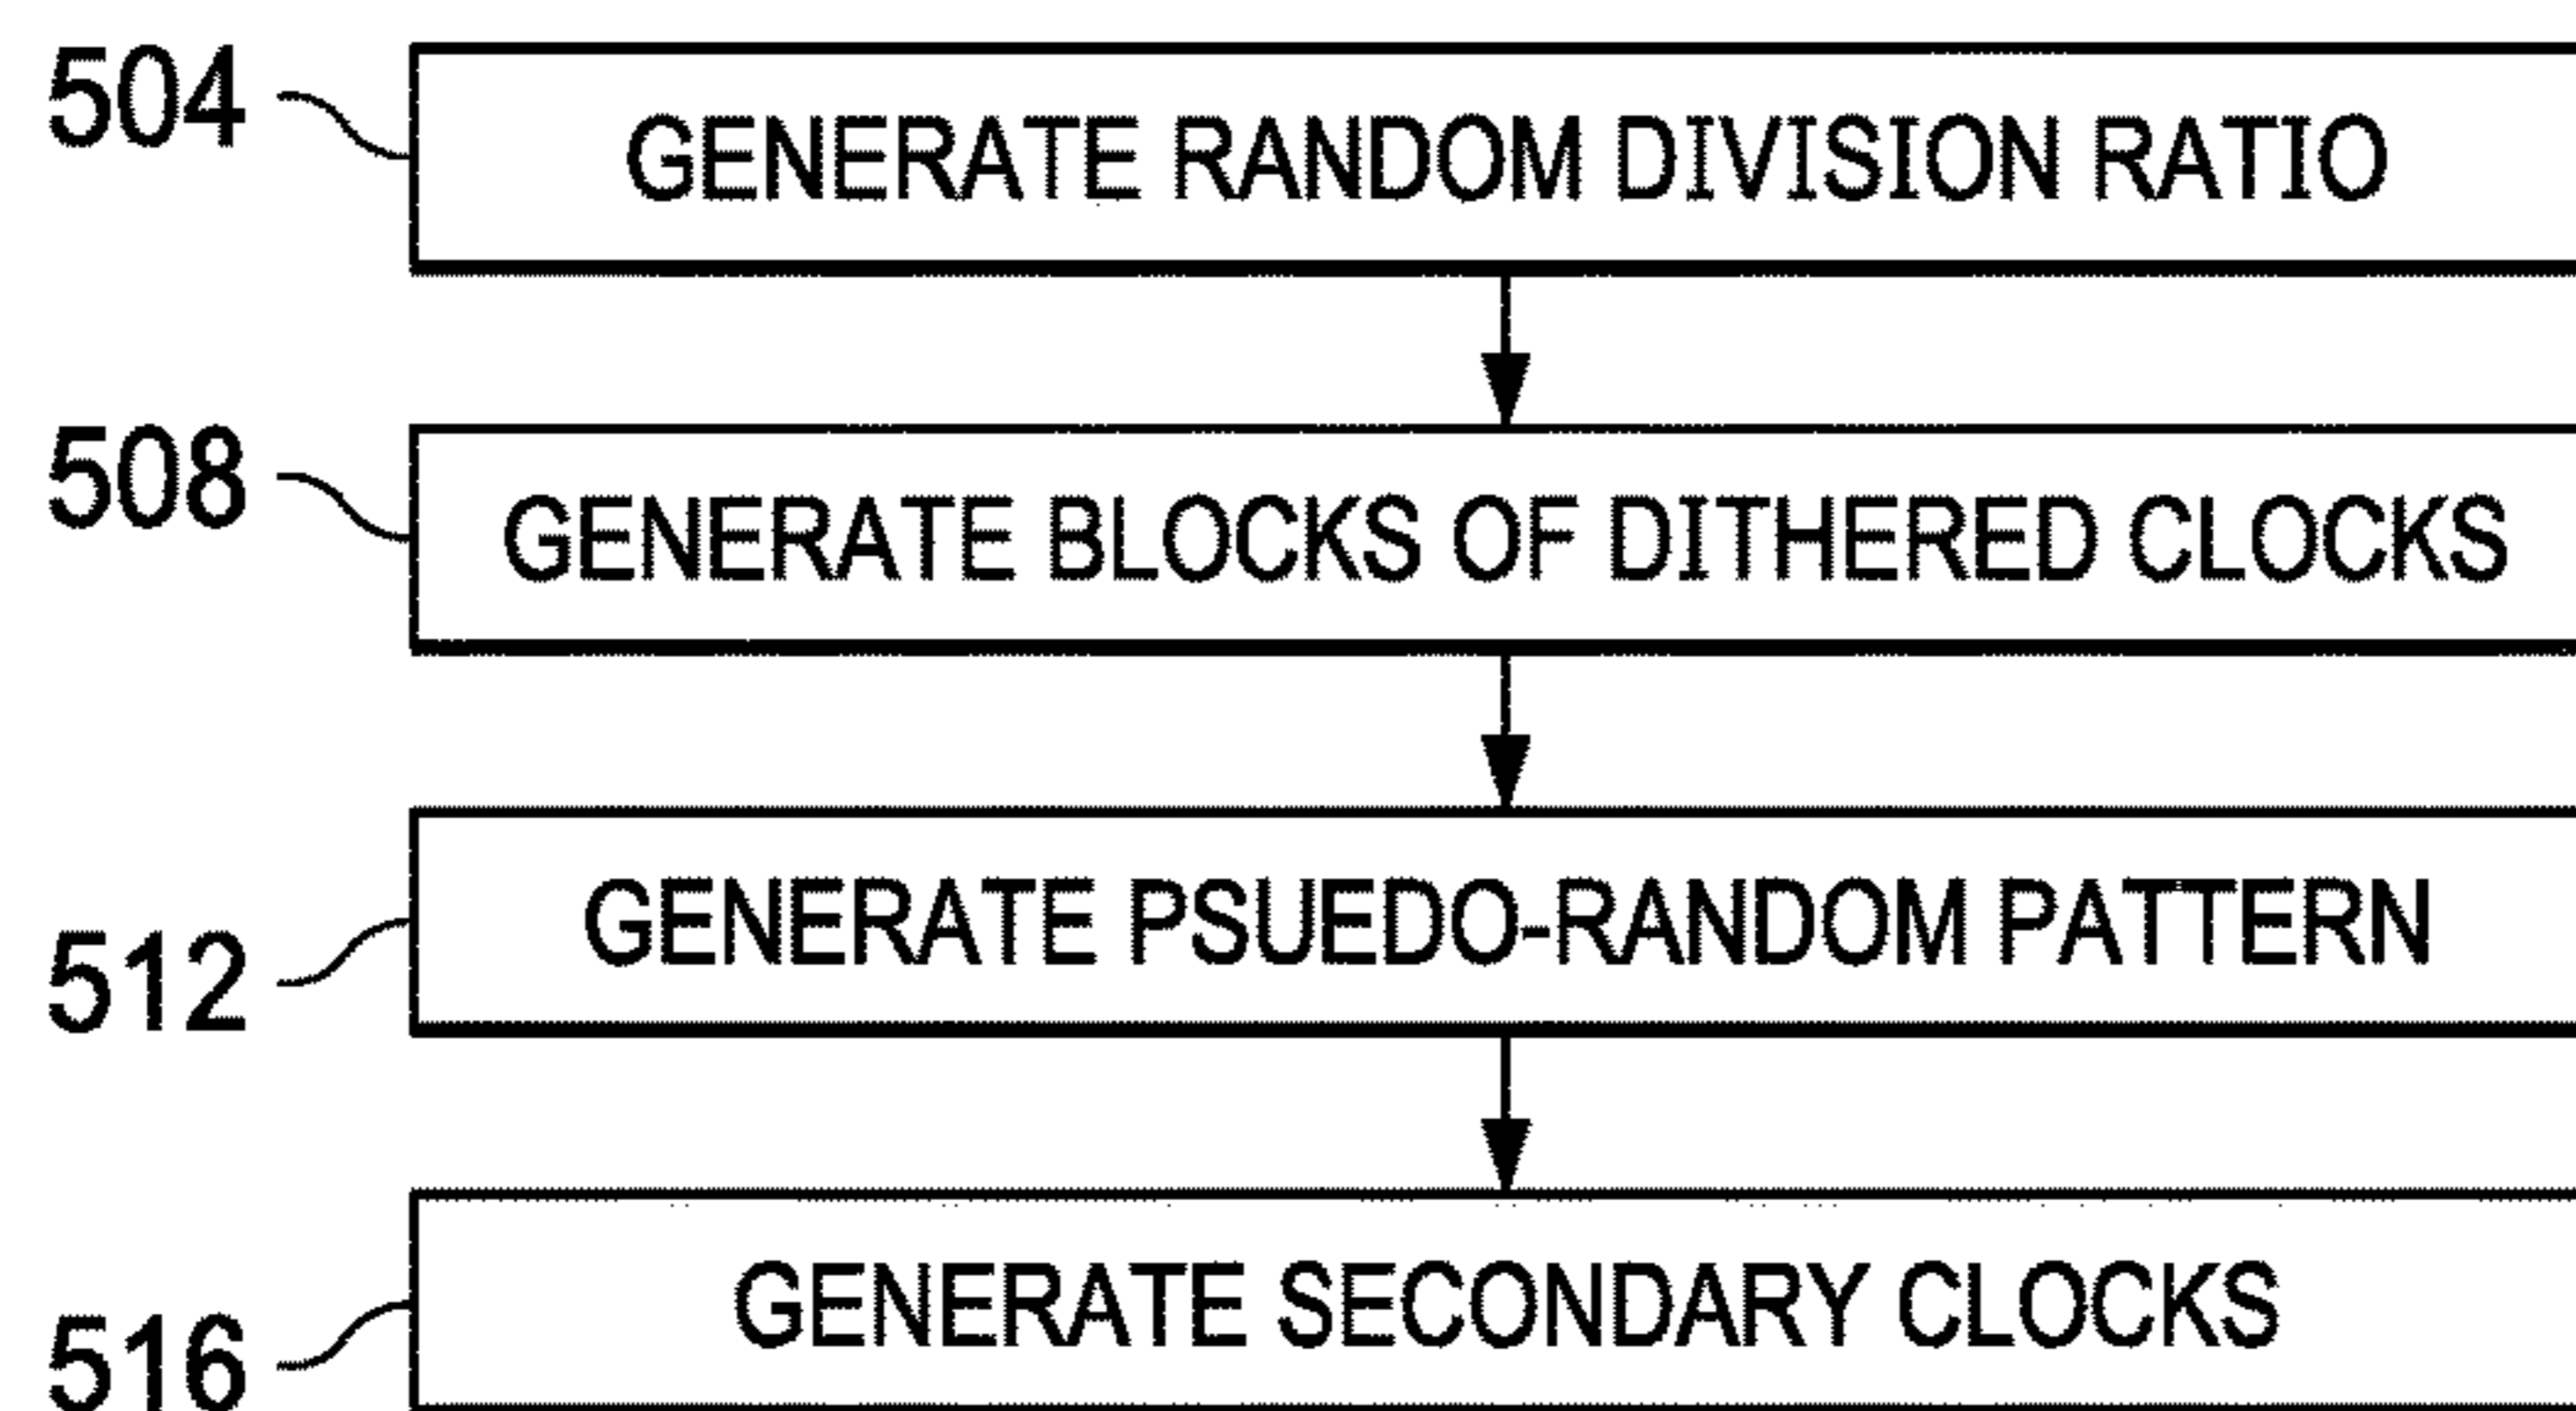 504
GENERATE RANDOM DIVISION RATIO
508
GENERATE BLOCKS OF DITHERED CLOCKS
512
GENERATE PSUEDO-RANDOM PATTERN
516
GENERATE SECONDARY CLOCKS